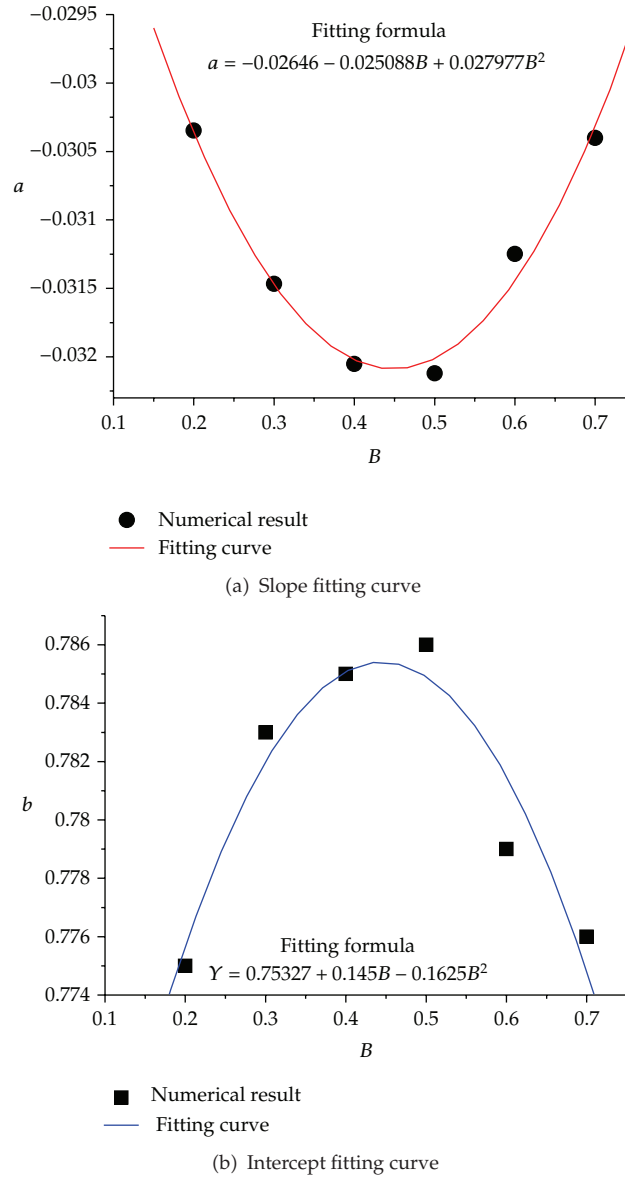 −0.0295
Fitting formula
a = −0.02646 − 0.025088B + 0.027977B²
−0.03
−0.0305
a
−0.031
−0.0315
−0.032
0.1 0.2 0.3 0.4 0.5 0.6 0.7
B
Numerical result
Fitting curve
(a) Slope fitting curve
0.786
0.784
0.782
b
0.78
0.778
0.776
Fitting formula
Y = 0.75327 + 0.145B − 0.1625B²
0.774
0.1 0.2 0.3 0.4 0.5 0.6 0.7
B
Numerical result
Fitting curve
(b) Intercept fitting curve